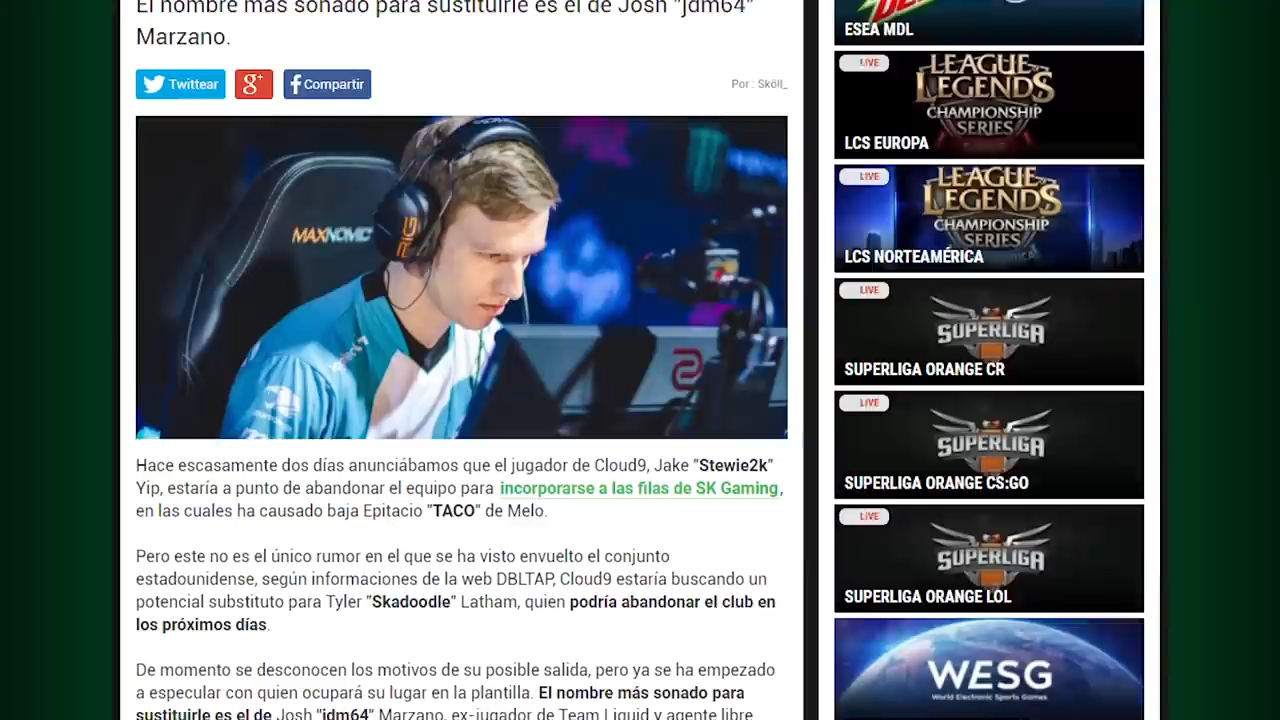 El nombre más sonado para sustituirle es el de Josh "jdm64"
Marzano.
Twittear
g+
Compartir
Por : Sköll_
MAXNOMIC
RIG
Hace escasamente dos días anunciábamos que el jugador de Cloud9, Jake "Stewie2k"
Yip, estaría a punto de abandonar el equipo para incorporarse a las filas de SK Gaming,
en las cuales ha causado baja Epitacio "TACO" de Melo.
Pero este no es el único rumor en el que se ha visto envuelto el conjunto
estadounidense, según informaciones de la web DBLTAP, Cloud9 estaría buscando un
potencial substituto para Tyler "Skadoodle" Latham, quien podría abandonar el club en
los próximos días.
De momento se desconocen los motivos de su posible salida, pero ya se ha empezado
a especular con quien ocupará su lugar en la plantilla. El nombre más sonado para
sustituirle es el de Josh "jdm64" Marzano, ex-jugador de Team Liquid y agente libre
ESEA MDL
LIVE
LEAGUE
LEGENDS
CHAMPIONSHIP
SERIES
LCS EUROPA
LIVE
LEAGUE
LEGENDS
CHAMPIONSHIP
SERIES
LCS NORTEAMÉRICA
LIVE
SUPERLIGA
SUPERLIGA ORANGE CR
LIVE
SUPERLIGA
SUPERLIGA ORANGE CS:GO
LIVE
SUPERLIGA
SUPERLIGA ORANGE LOL
WESG
World Electronic Sports Games